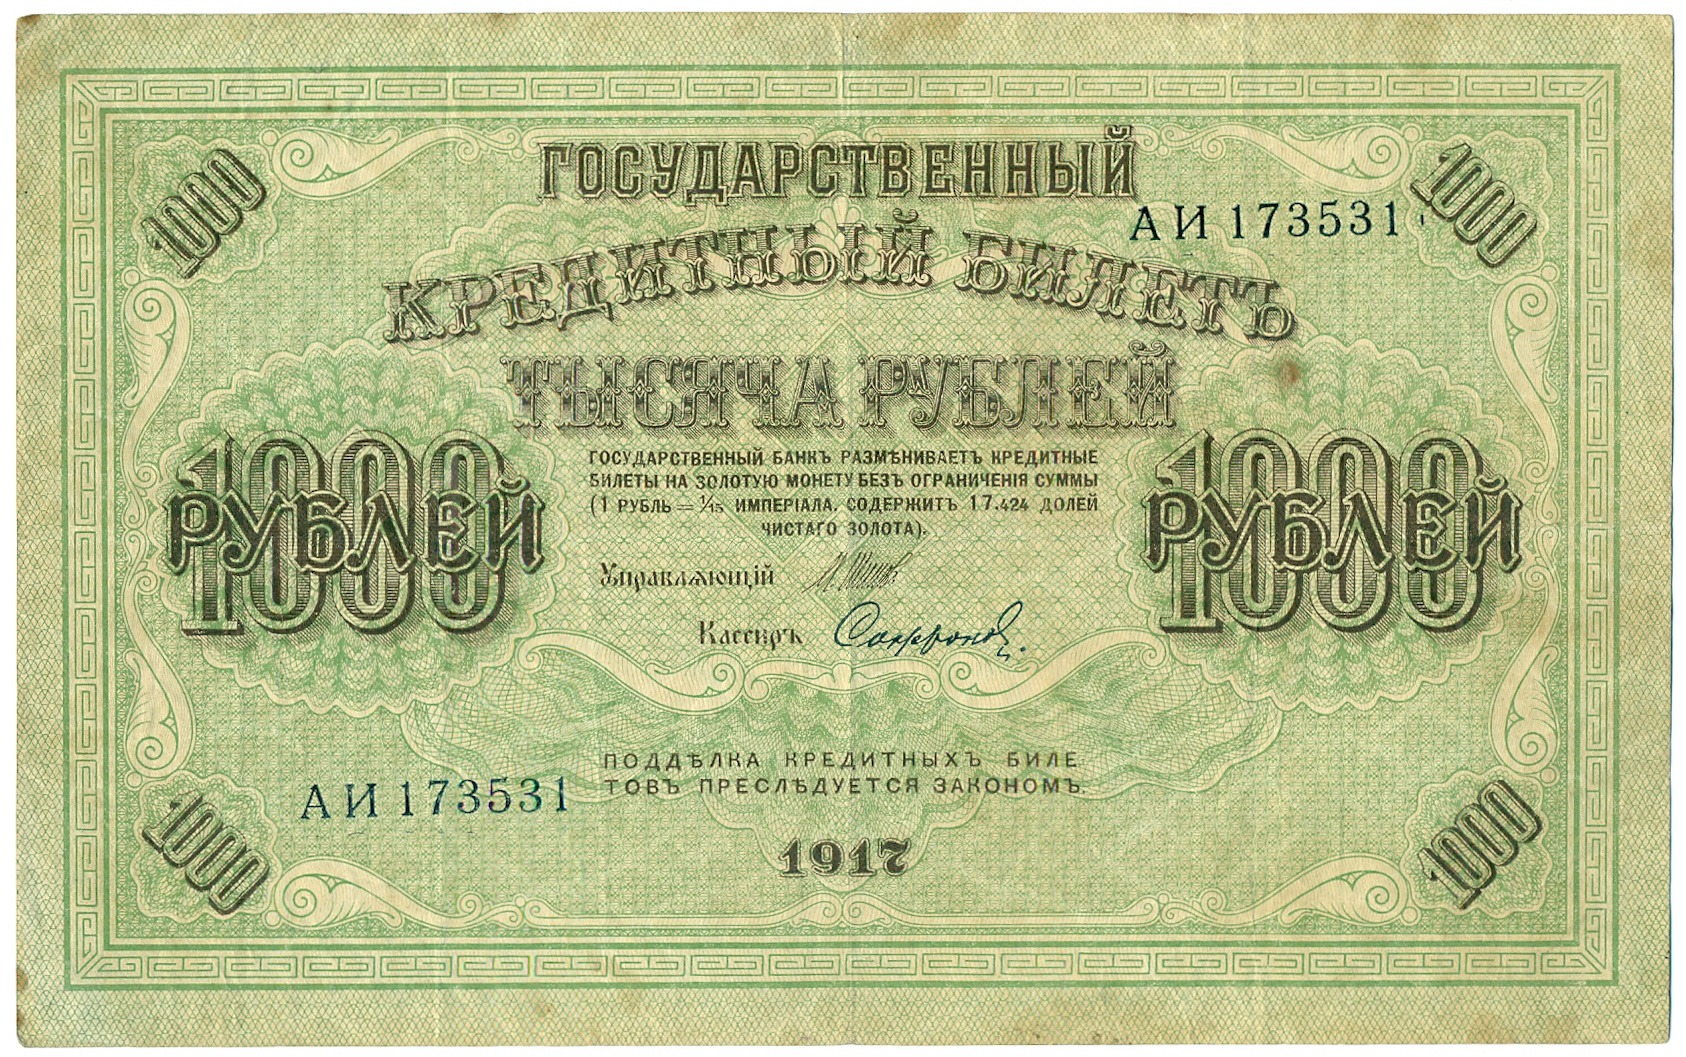 1000
1000
ГОСУДАРСТВЕННЫЙ
АИ 173531
КРЕДИТНЫЙ БИЛЕТЪ
ТЫСЯЧА РУБЛЕЙ
1000
РУБЛЕЙ
1000
РУБЛЕЙ
ГОСУДАРСТВЕННЫЙ БАНКЪ РАЗМѢНИВАЕТЪ КРЕДИТНЫЕ
БИЛЕТЫ НА ЗОЛОТУЮ МОНЕТУ БЕЗЪ ОГРАНИЧЕНІЯ СУММЫ
(1 РУБЛЬ = 1/15 ИМПЕРІАЛА, СОДЕРЖИТЪ 17.424 ДОЛЕЙ
ЧИСТАГО ЗОЛОТА).
Управляющій И. Шипов
Кассиръ Сафронов
ПОДДѢЛКА КРЕДИТНЫХЪ БИЛЕ
ТОВЪ ПРЕСЛѢДУЕТСЯ ЗАКОНОМЪ.
АИ 173531
1917
1000
1000